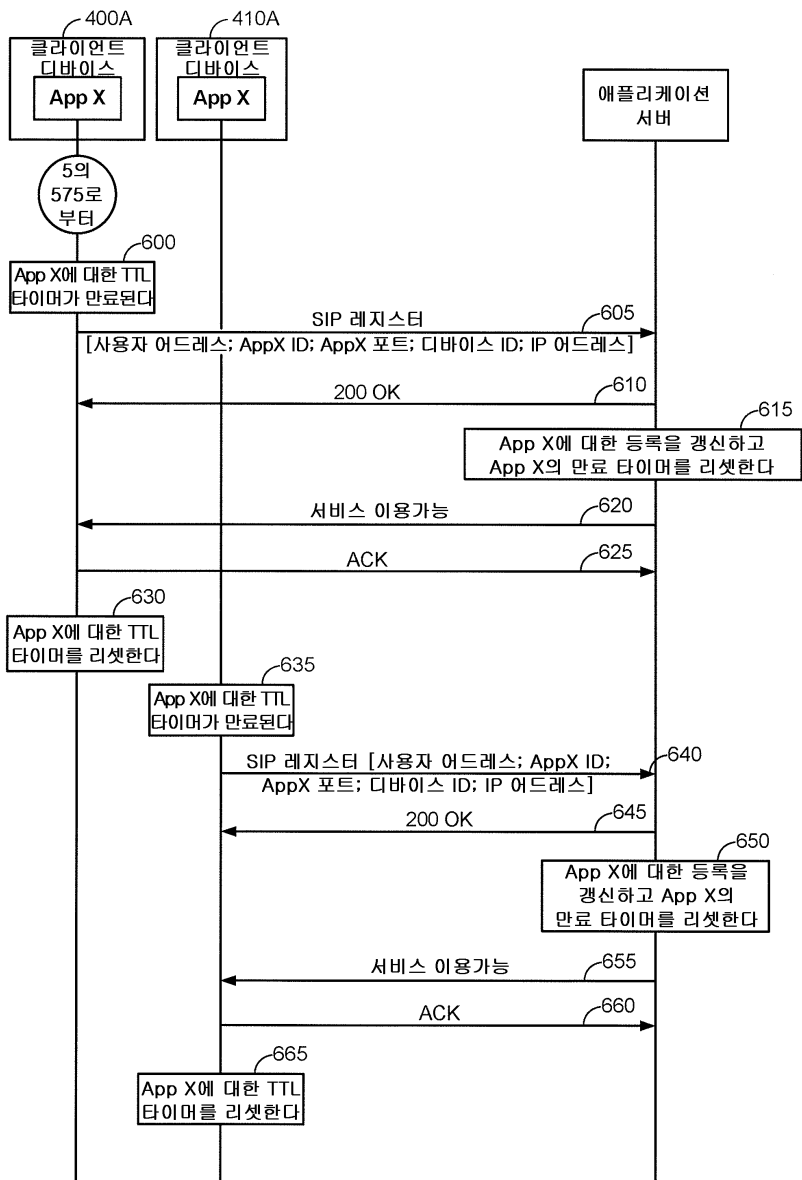 400A
410A
클라이언트
디바이스
App X
클라이언트
디바이스
App X
애플리케이션
서버
5의
575로
부터
600
App X에 대한 TTL
타이머가 만료된다
SIP 레지스터
605
[사용자 어드레스; AppX ID; AppX 포트; 디바이스 ID; IP 어드레스]
200 OK
610
615
App X에 대한 등록을 갱신하고
App X의 만료 타이머를 리셋한다
서비스 이용가능
620
ACK
625
630
App X에 대한 TTL
타이머를 리셋한다
635
App X에 대한 TTL
타이머가 만료된다
SIP 레지스터 [사용자 어드레스; AppX ID;
640
AppX 포트; 디바이스 ID; IP 어드레스]
200 OK
645
650
App X에 대한 등록을
갱신하고 App X의
만료 타이머를 리셋한다
서비스 이용가능
655
ACK
660
665
App X에 대한 TTL
타이머를 리셋한다